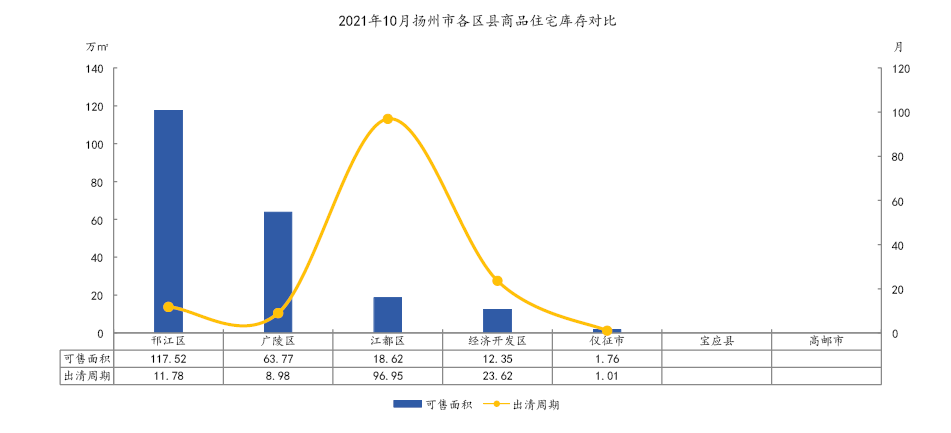 2021年10月扬州市各区县商品住宅库存对比
万㎡ 月
140 120
120 100
100 80
80 60
60 40
40 20
20 0
0
邗江区 广陵区 江都区 经济开发区 仪征市 宝应县 高邮市
可售面积 117.52 63.77 18.62 12.35 1.76
出清周期 11.78 8.98 96.95 23.62 1.01
可售面积 出清周期